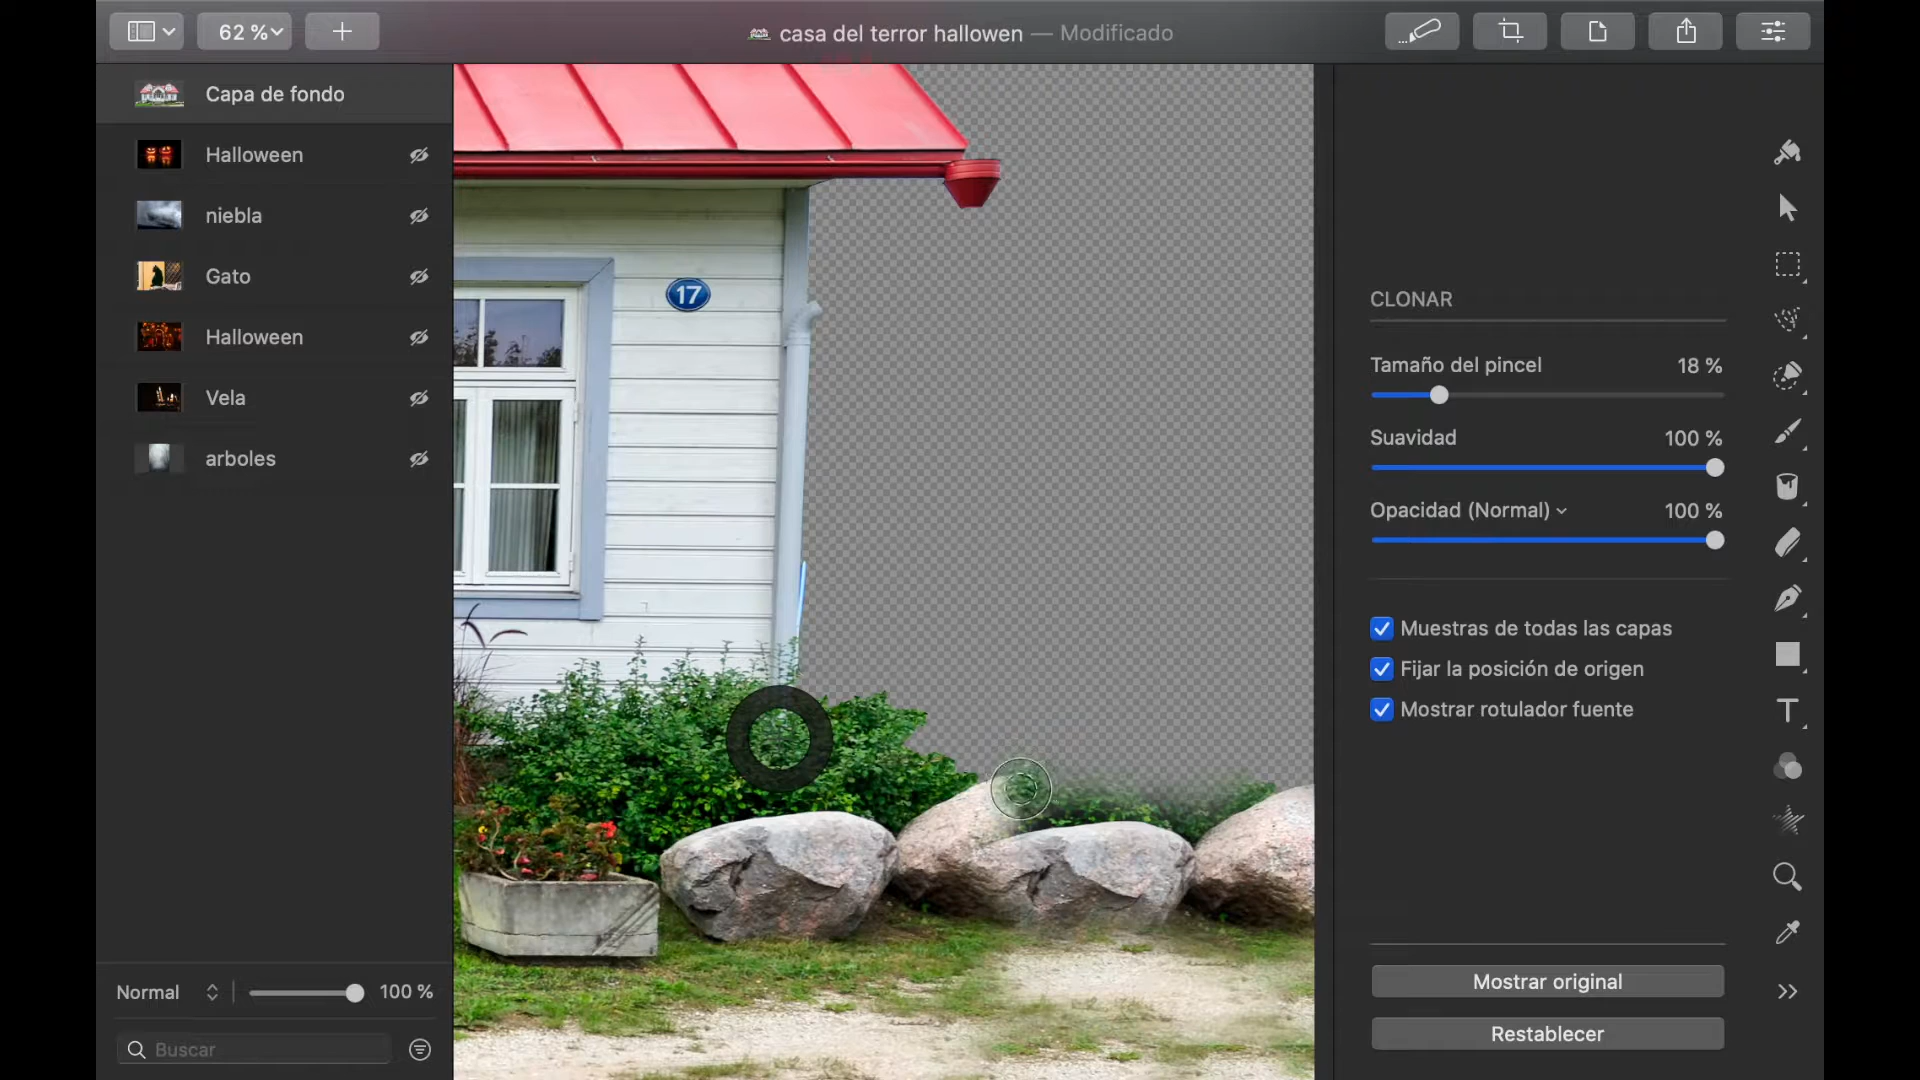 62 %
casa del terror hallowen — Modificado
Capa de fondo
Halloween
niebla
Gato
Halloween
Vela
arboles
Normal
100 %
Buscar
17
CLONAR
Tamaño del pincel 18 %
Suavidad 100 %
Opacidad (Normal) 100 %
Muestras de todas las capas
Fijar la posición de origen
Mostrar rotulador fuente
T
Mostrar original
Restablecer